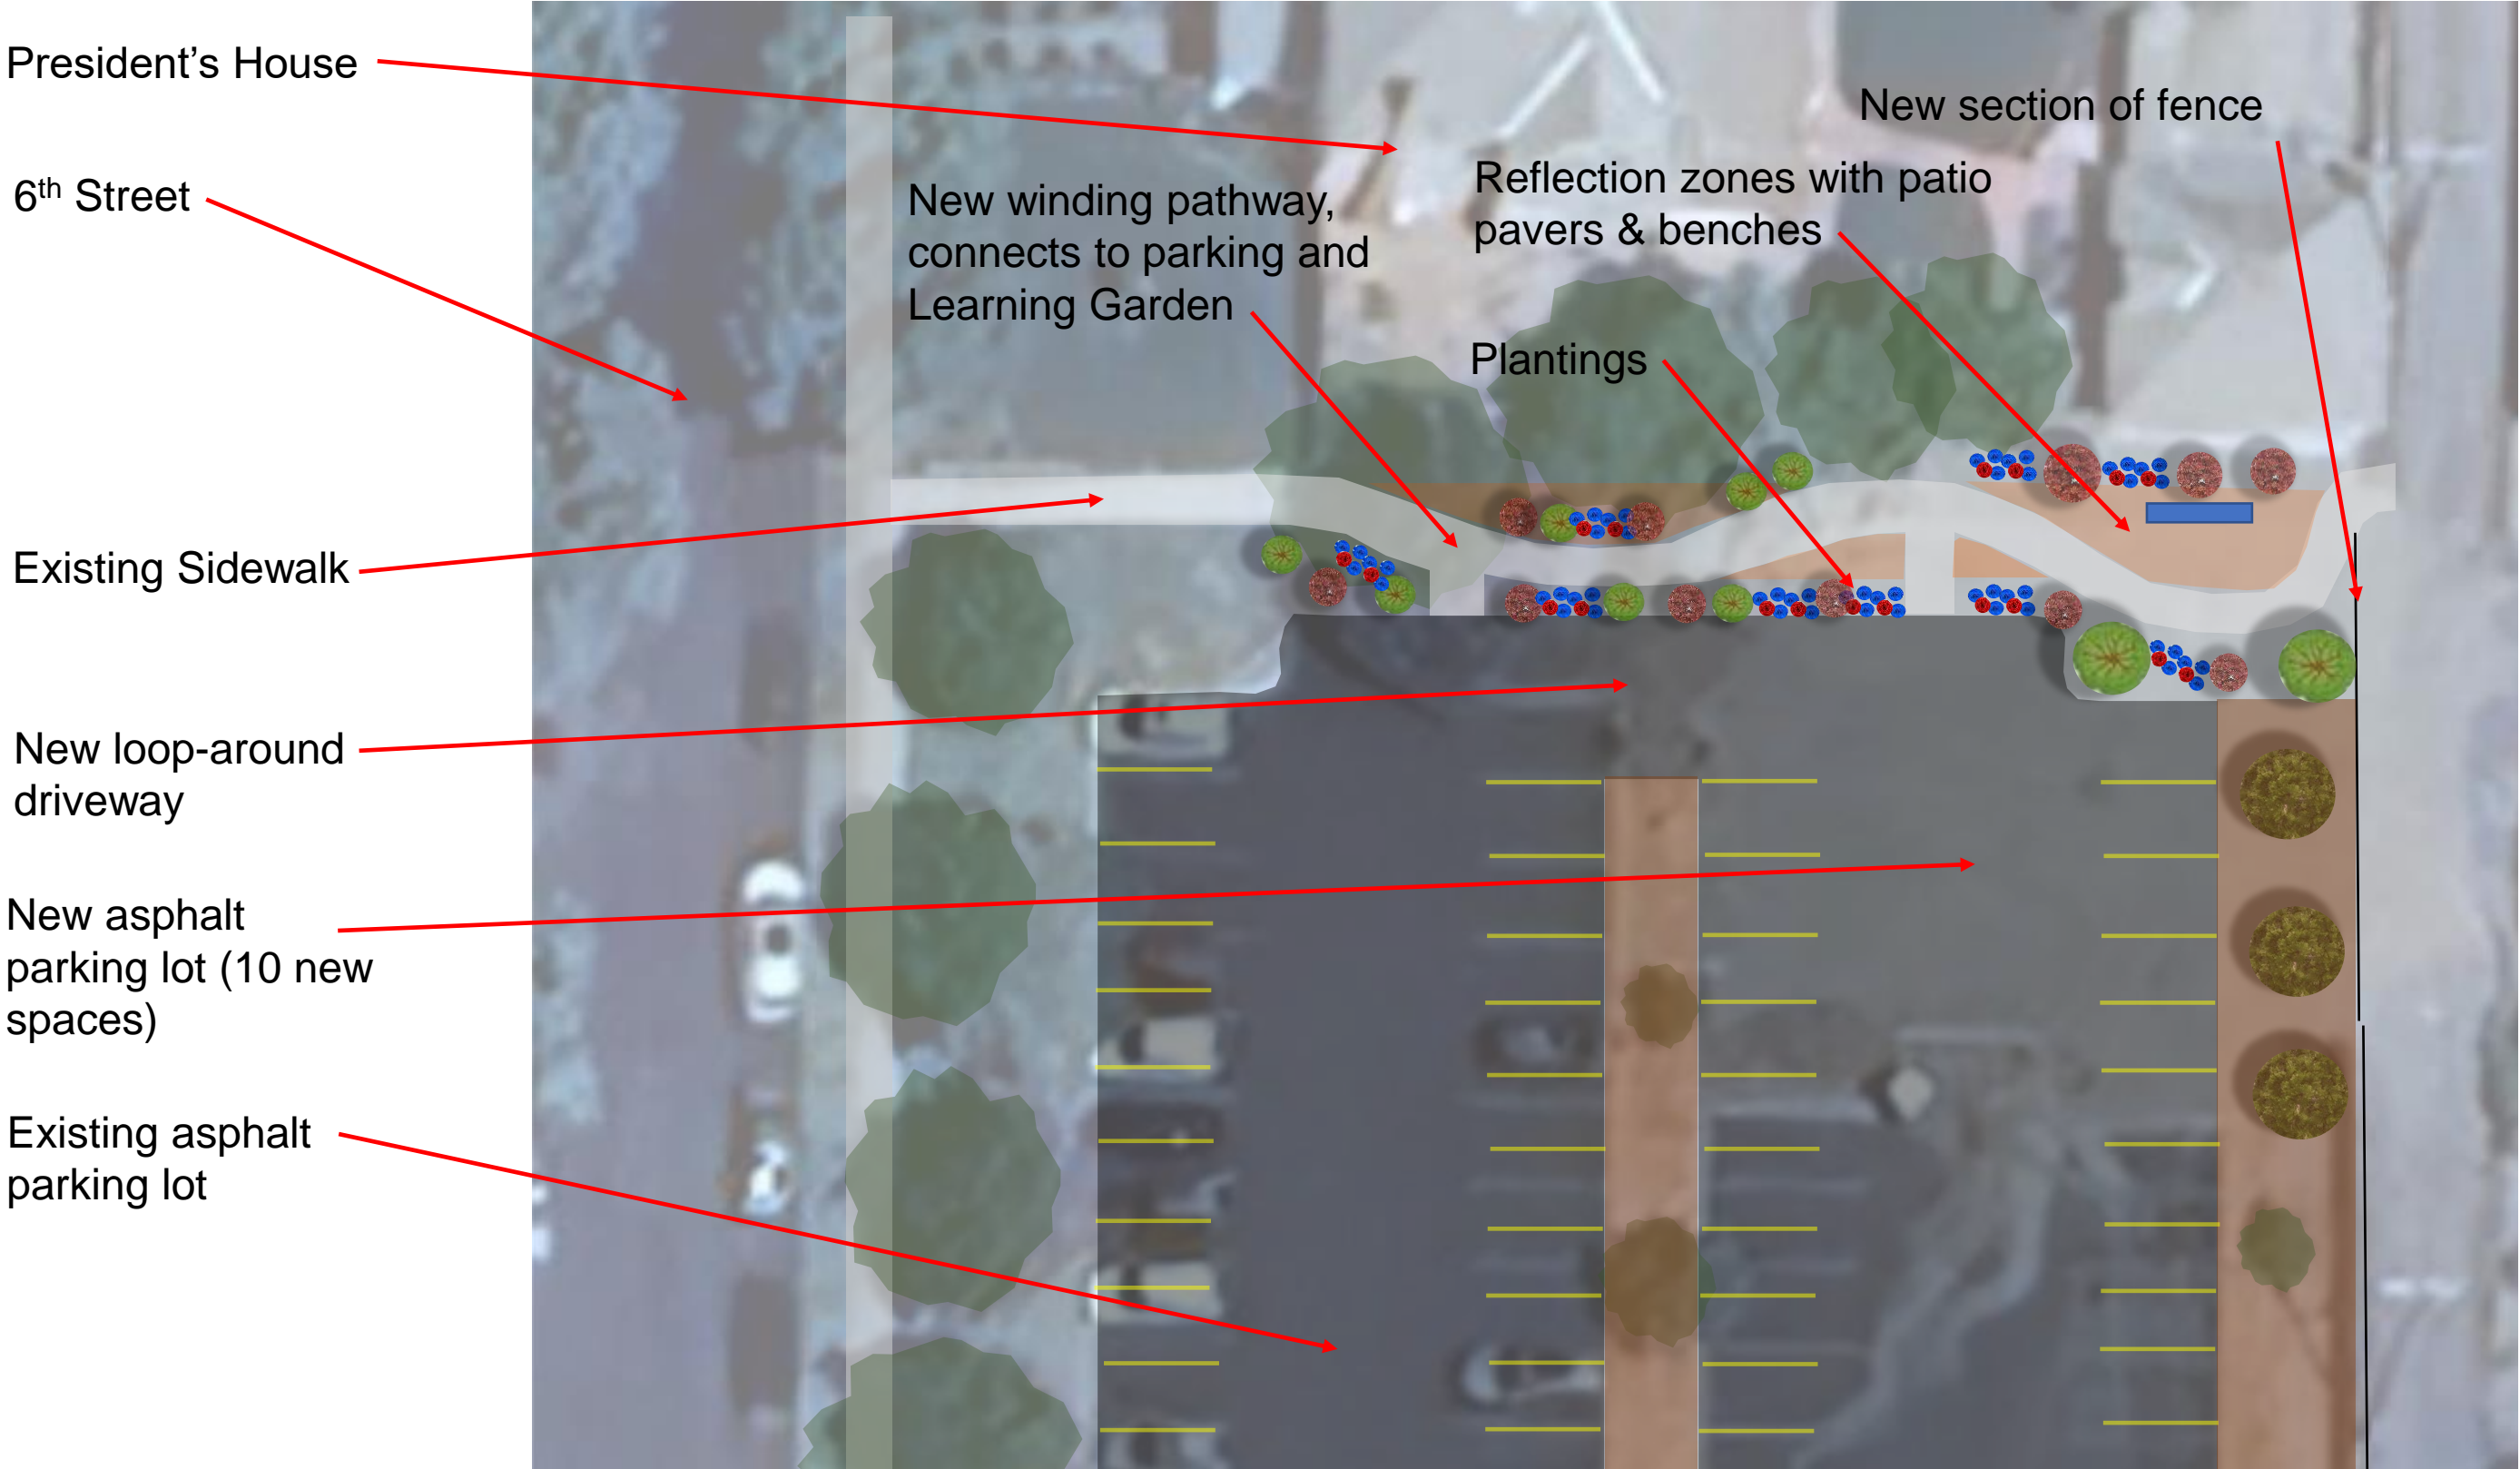 President’s House
6th Street
Existing Sidewalk
New loop-around
driveway
New asphalt
parking lot (10 new
spaces)
Existing asphalt
parking lot
New winding pathway,
connects to parking and
Learning Garden
Reflection zones with patio
pavers & benches
Plantings
New section of fence